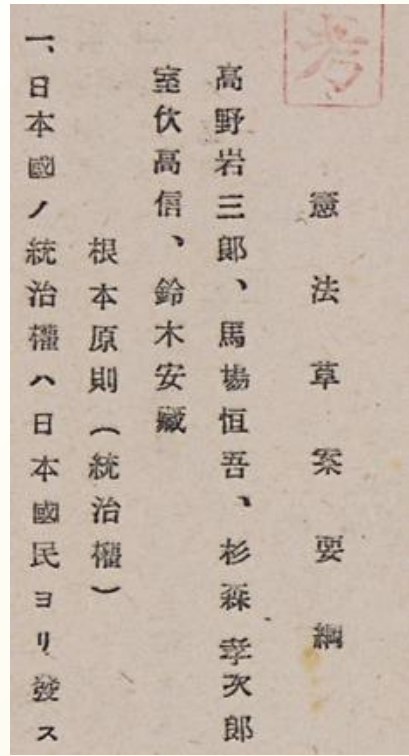 考
憲法草案要綱
高野岩三郎、馬場恒吾、杉森孝次郎
室伏高信、鈴木安藏
根本原則(統治權)
一、日本國ノ統治權ハ日本國民ヨリ發ス